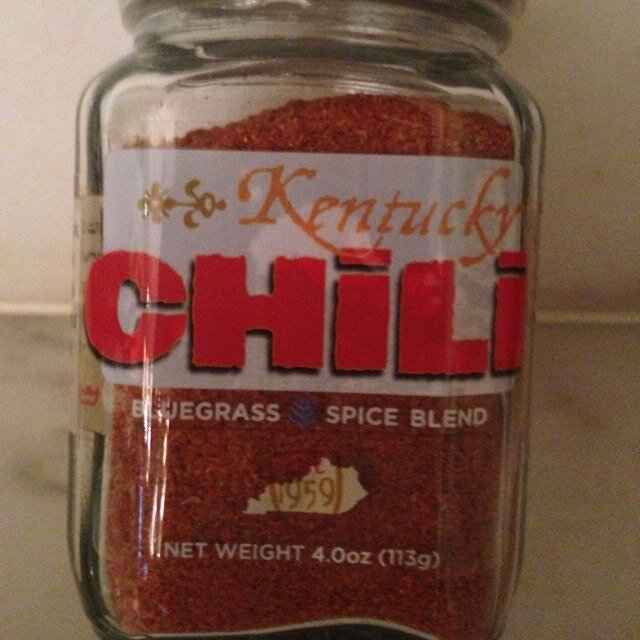 Kentucky
CHiLi
BLUEGRASS SPICE BLEND
1959
NET WEIGHT 4.0oz (113g)